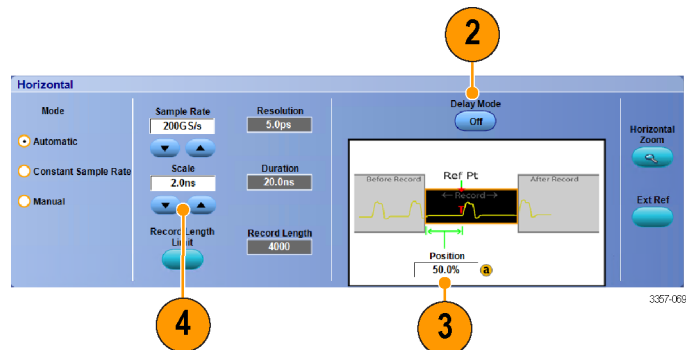 2
Horizontal
Mode
Automatic
Constant Sample Rate
Manual
Sample Rate
200GS/s
Scale
2.0ns
Record Length
Limit
Resolution
5.0ps
Duration
20.0ns
Record Length
4000
Delay Mode
Off
Ref Pt
Before Record
← Record →
After Record
T
Position
50.0%
a
Horizontal
Zoom
Ext Ref
3357-069
4
3